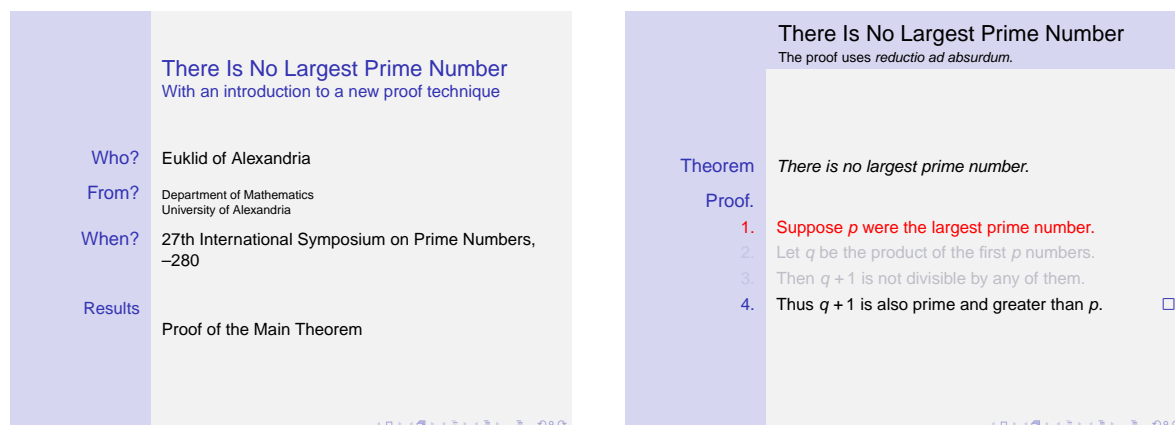 There Is No Largest Prime Number
With an introduction to a new proof technique
Who? Euklid of Alexandria
From? Department of Mathematics
University of Alexandria
When? 27th International Symposium on Prime Numbers,
–280
Results
Proof of the Main Theorem
There Is No Largest Prime Number
The proof uses reductio ad absurdum.
Theorem There is no largest prime number.
Proof.
1. Suppose p were the largest prime number.
2. Let q be the product of the first p numbers.
3. Then q + 1 is not divisible by any of them.
4. Thus q + 1 is also prime and greater than p. □